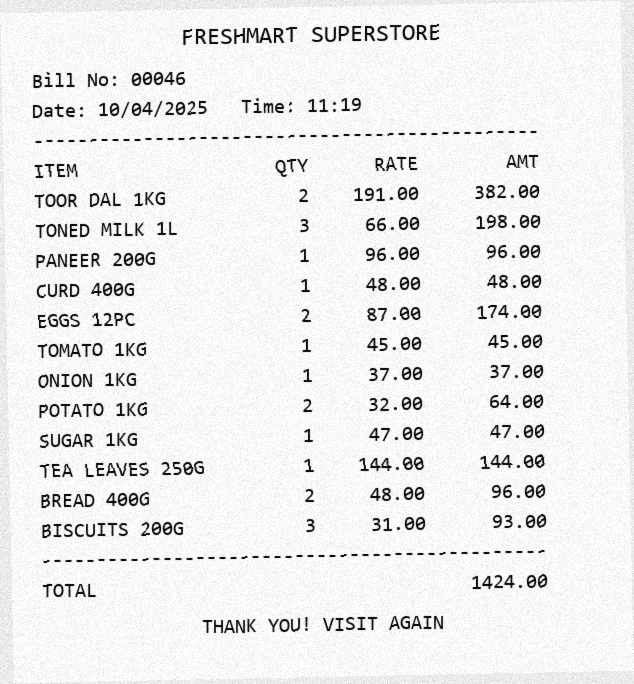 FRESHMART SUPERSTORE
Bill No: 00046
Date: 10/04/2025   Time: 11:19
-----------------------------------------------
ITEM QTY RATE AMT
TOOR DAL 1KG 2 191.00 382.00
TONED MILK 1L 3 66.00 198.00
PANEER 200G 1 96.00 96.00
CURD 400G 1 48.00 48.00
EGGS 12PC 2 87.00 174.00
TOMATO 1KG 1 45.00 45.00
ONION 1KG 1 37.00 37.00
POTATO 1KG 2 32.00 64.00
SUGAR 1KG 1 47.00 47.00
TEA LEAVES 250G 1 144.00 144.00
BREAD 400G 2 48.00 96.00
BISCUITS 200G 3 31.00 93.00
-----------------------------------------------
TOTAL 1424.00
THANK YOU! VISIT AGAIN